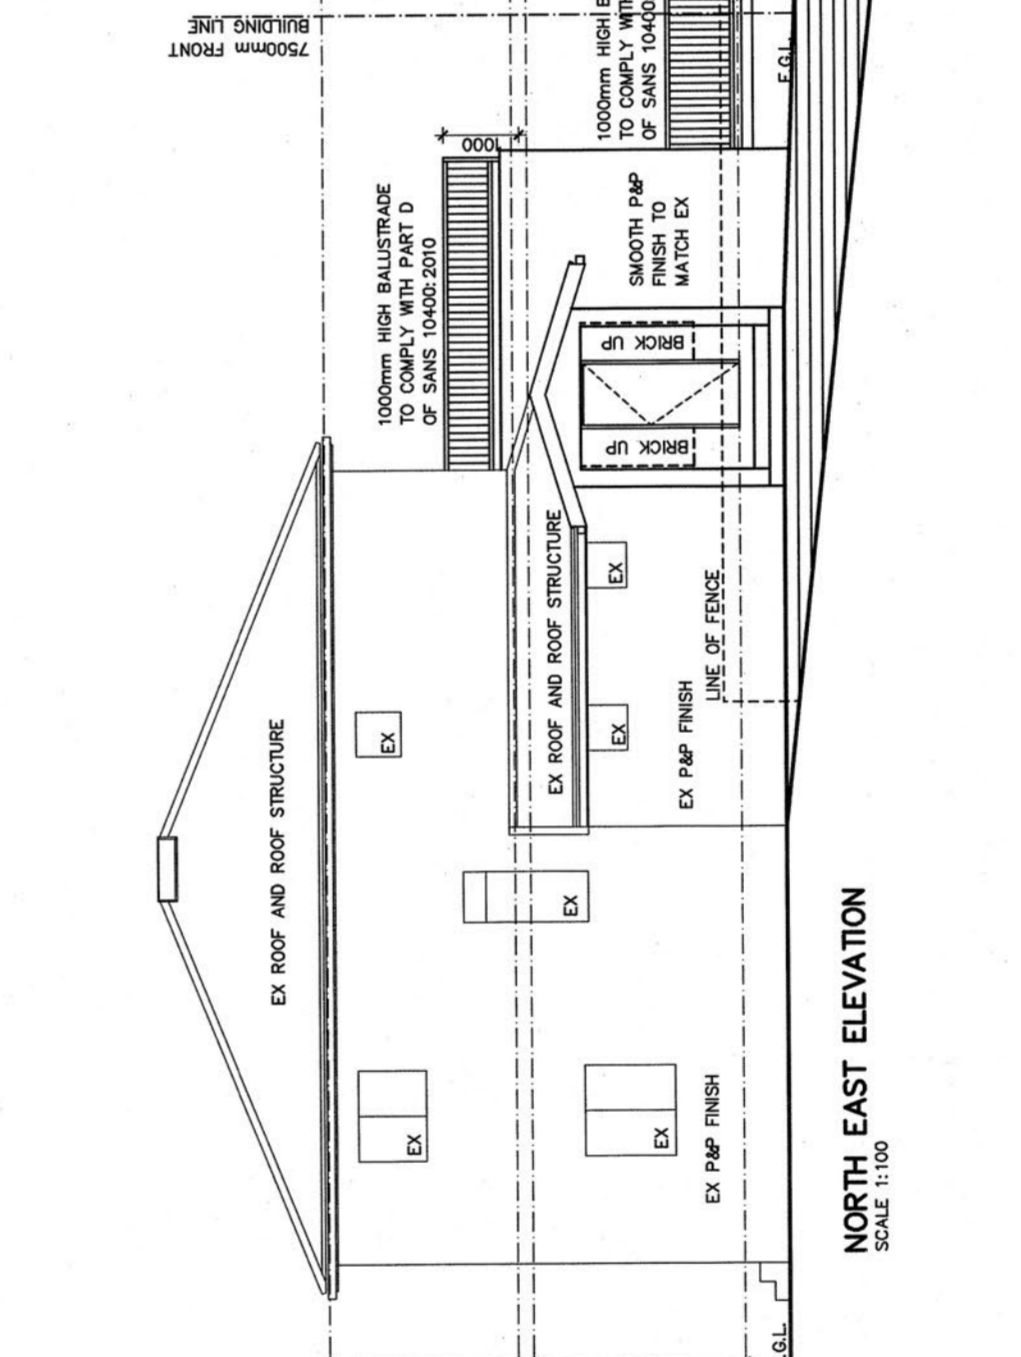 7500mm FRONT
BUILDING LINE
1000mm HIGH BALUSTRADE
TO COMPLY WITH PART D
OF SANS 10400:2010
1000
1000mm HIGH
TO COMPLY WITH
OF SANS 10400:
F.G.L.
SMOOTH P&P
FINISH TO
MATCH EX
BRICK UP
BRICK UP
EX ROOF AND ROOF STRUCTURE
EX ROOF AND ROOF STRUCTURE
EX
EX
EX
EX
EX
EX
LINE OF FENCE
EX P&P FINISH
EX P&P FINISH
.G.L.
NORTH EAST ELEVATION
SCALE 1:100